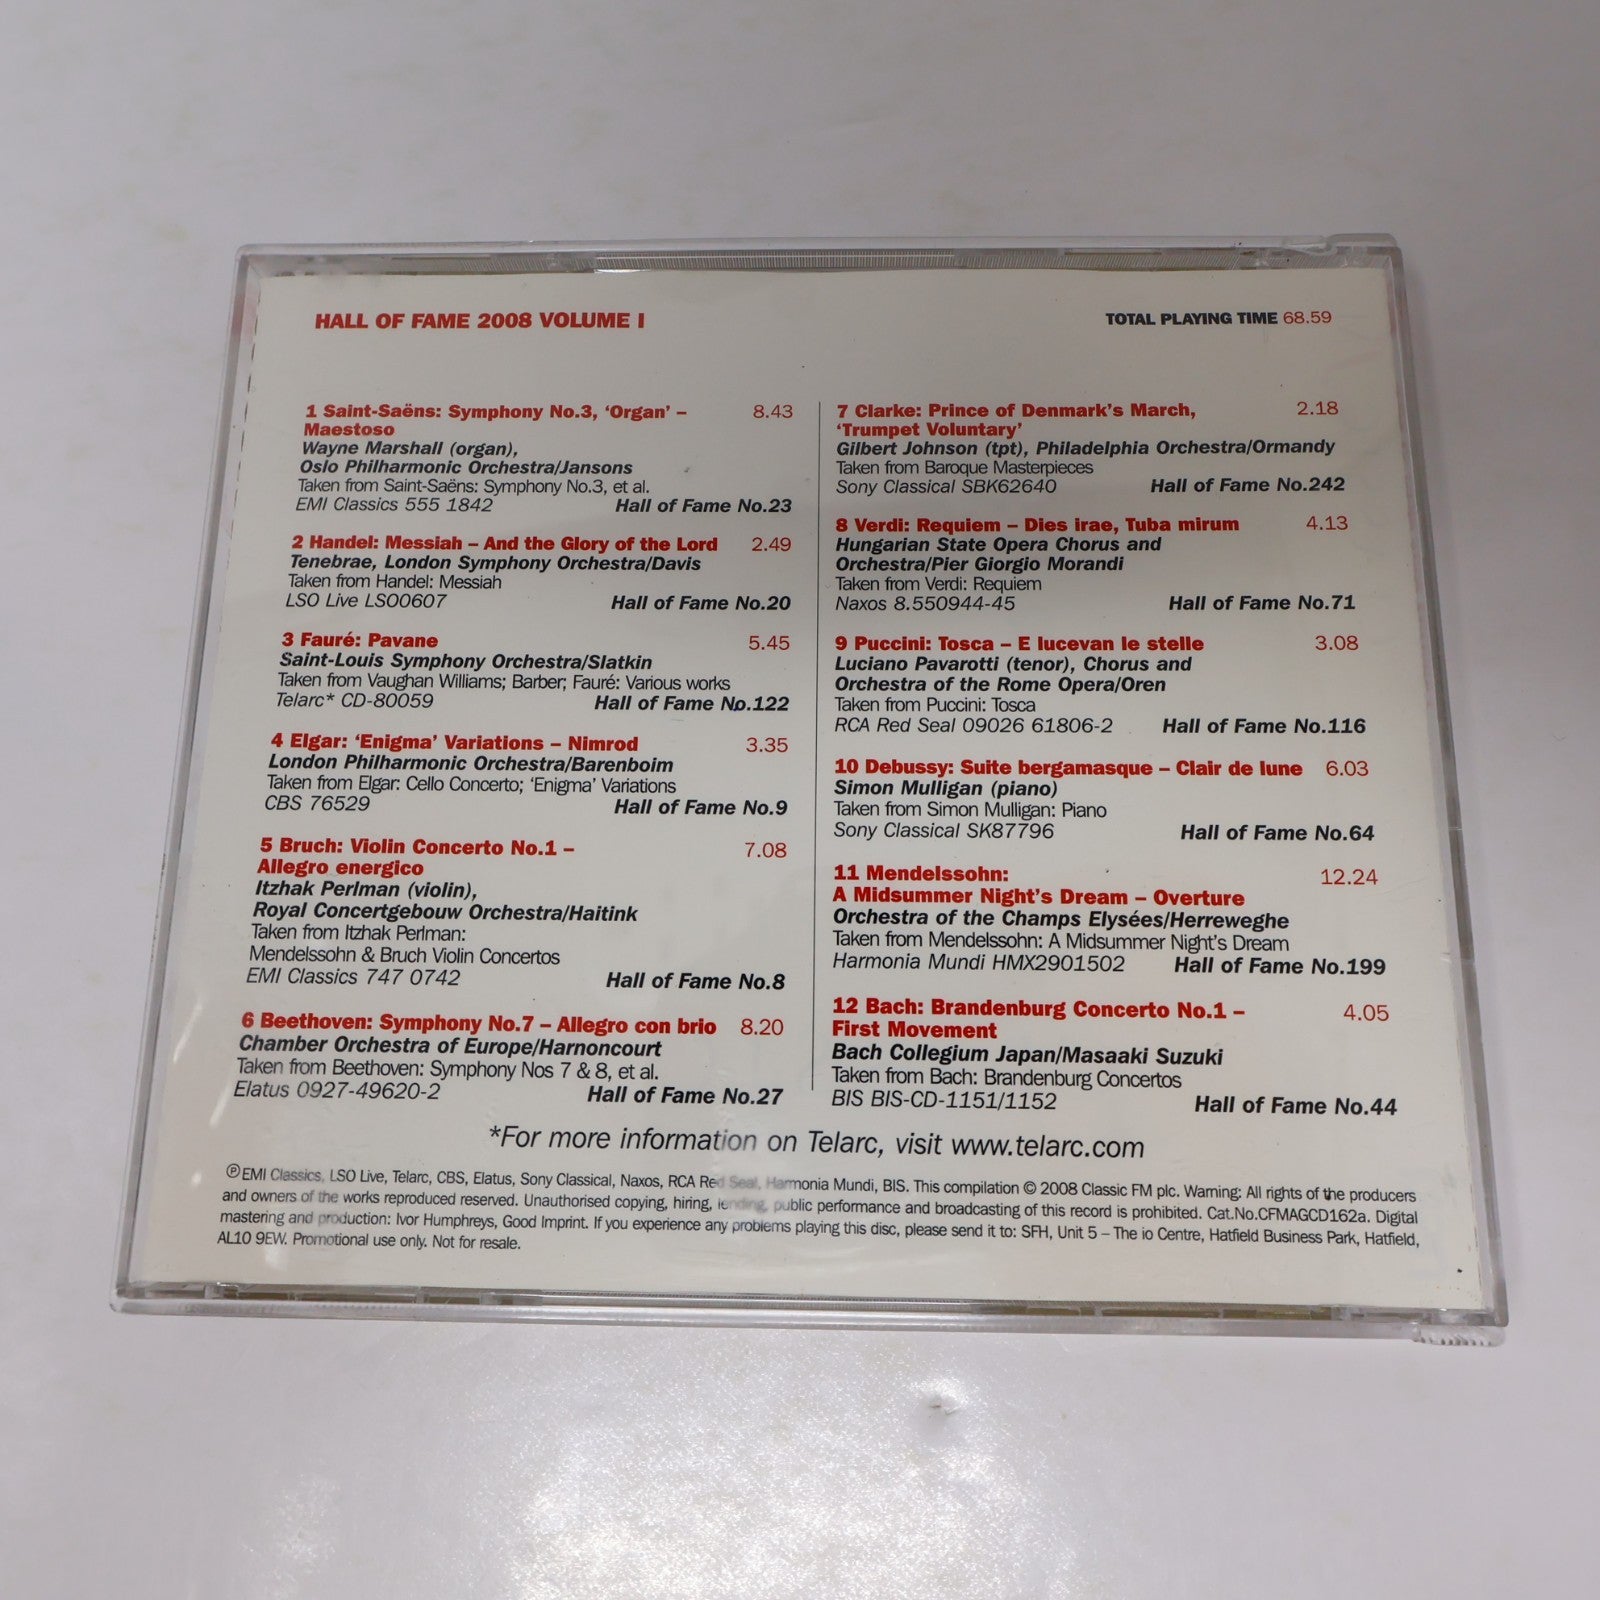 HALL OF FAME 2008 VOLUME I
TOTAL PLAYING TIME 68.59
1 Saint-Saëns: Symphony No.3, ‘Organ’ – 8.43
Maestoso
Wayne Marshall (organ),
Oslo Philharmonic Orchestra/Jansons
Taken from Saint-Saëns: Symphony No.3, et al.
EMI Classics 555 1842 Hall of Fame No.23
2 Handel: Messiah – And the Glory of the Lord 2.49
Tenebrae, London Symphony Orchestra/Davis
Taken from Handel: Messiah
LSO Live LSO0607 Hall of Fame No.20
3 Fauré: Pavane 5.45
Saint-Louis Symphony Orchestra/Slatkin
Taken from Vaughan Williams; Barber; Fauré: Various works
Telarc* CD-80059 Hall of Fame No.122
4 Elgar: ‘Enigma’ Variations – Nimrod 3.35
London Philharmonic Orchestra/Barenboim
Taken from Elgar: Cello Concerto; ‘Enigma’ Variations
CBS 76529 Hall of Fame No.9
5 Bruch: Violin Concerto No.1 – 7.08
Allegro energico
Itzhak Perlman (violin),
Royal Concertgebouw Orchestra/Haitink
Taken from Itzhak Perlman:
Mendelssohn & Bruch Violin Concertos
EMI Classics 747 0742 Hall of Fame No.8
6 Beethoven: Symphony No.7 – Allegro con brio 8.20
Chamber Orchestra of Europe/Harnoncourt
Taken from Beethoven: Symphony Nos 7 & 8, et al.
Elatus 0927-49620-2 Hall of Fame No.27
7 Clarke: Prince of Denmark’s March, 2.18
‘Trumpet Voluntary’
Gilbert Johnson (tpt), Philadelphia Orchestra/Ormandy
Taken from Baroque Masterpieces
Sony Classical SBK62640 Hall of Fame No.242
8 Verdi: Requiem – Dies irae, Tuba mirum 4.13
Hungarian State Opera Chorus and
Orchestra/Pier Giorgio Morandi
Taken from Verdi: Requiem
Naxos 8.550944-45 Hall of Fame No.71
9 Puccini: Tosca – E lucevan le stelle 3.08
Luciano Pavarotti (tenor), Chorus and
Orchestra of the Rome Opera/Oren
Taken from Puccini: Tosca
RCA Red Seal 09026 61806-2 Hall of Fame No.116
10 Debussy: Suite bergamasque – Clair de lune 6.03
Simon Mulligan (piano)
Taken from Simon Mulligan: Piano
Sony Classical SK87796 Hall of Fame No.64
11 Mendelssohn: 12.24
A Midsummer Night’s Dream – Overture
Orchestra of the Champs Elysées/Herreweghe
Taken from Mendelssohn: A Midsummer Night’s Dream
Harmonia Mundi HMX2901502 Hall of Fame No.199
12 Bach: Brandenburg Concerto No.1 – 4.05
First Movement
Bach Collegium Japan/Masaaki Suzuki
Taken from Bach: Brandenburg Concertos
BIS BIS-CD-1151/1152 Hall of Fame No.44
*For more information on Telarc, visit www.telarc.com
℗ EMI Classics, LSO Live, Telarc, CBS, Elatus, Sony Classical, Naxos, RCA Red Seal, Harmonia Mundi, BIS. This compilation © 2008 Classic FM plc. Warning: All rights of the producers
and owners of the works reproduced reserved. Unauthorised copying, hiring, lending, public performance and broadcasting of this record is prohibited. Cat.No.CFMAGCD162a. Digital
mastering and production: Ivor Humphreys, Good Imprint. If you experience any problems playing this disc, please send it to: SFH, Unit 5 – The io Centre, Hatfield Business Park, Hatfield,
AL10 9EW. Promotional use only. Not for resale.